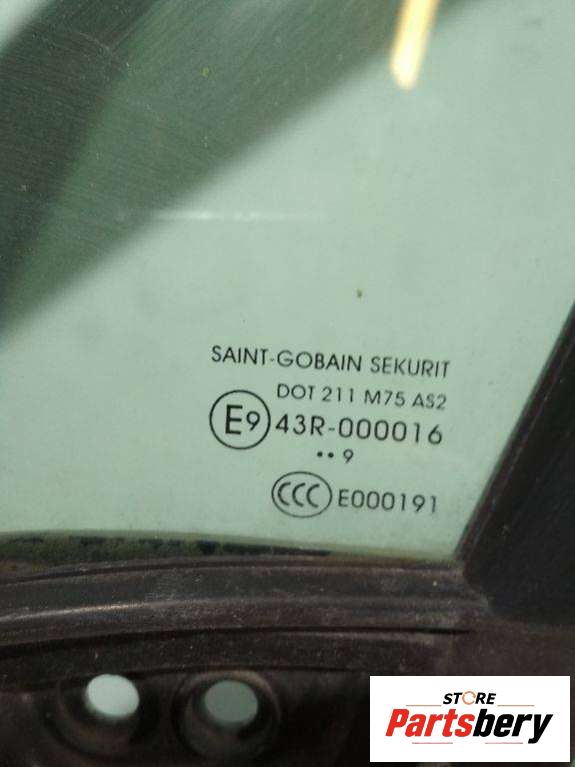 SAINT-GOBAIN SEKURIT
DOT 211 M75 AS2
E9 43R-000016
•• 9
CCC E000191
STORE
Partsbery